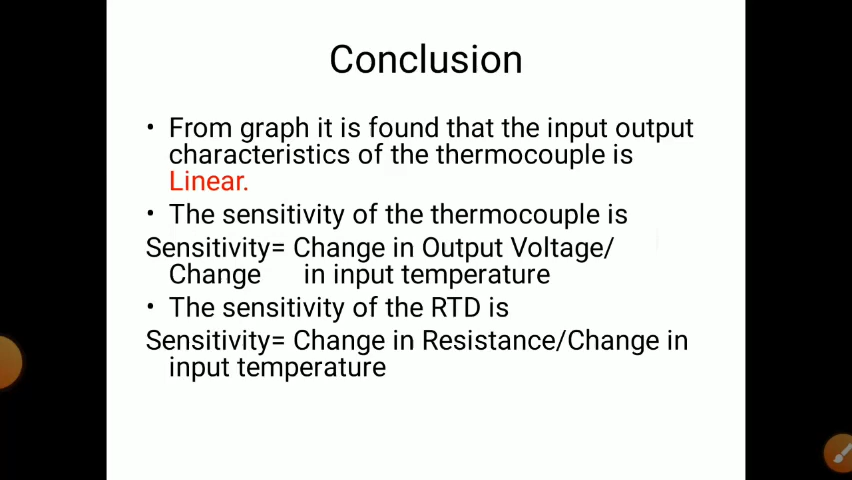 Conclusion
• From graph it is found that the input output
characteristics of the thermocouple is
Linear.
• The sensitivity of the thermocouple is
Sensitivity= Change in Output Voltage/
Change in input temperature
• The sensitivity of the RTD is
Sensitivity= Change in Resistance/Change in
input temperature